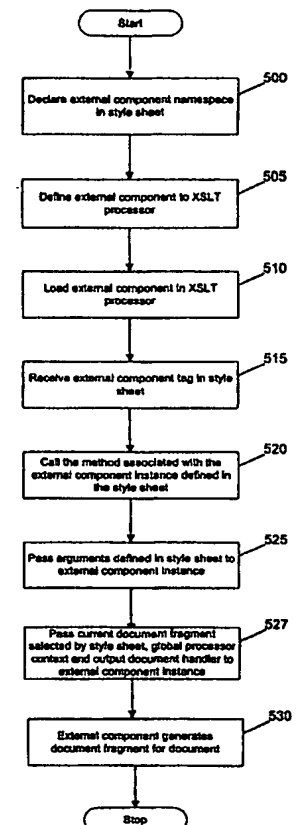 Start
500
Declare external component namespace
in style sheet
505
Define external component to XSLT
processor
510
Load external component in XSLT
processor
515
Receive external component tag in style
sheet
520
Call the method associated with the
external component instance defined in
the style sheet
525
Pass arguments defined in style sheet to
external component instance
527
Pass current document fragment
selected by style sheet, global processor
context and output document handler to
external component instance
530
External component generates
document fragment for document
Stop